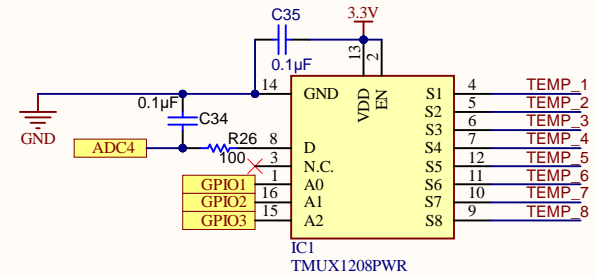 C35
3.3V
0.1µF
13
2
14
GND
VDD
EN
S1
4
TEMP_1
S2
5
TEMP_2
S3
6
TEMP_3
S4
7
TEMP_4
S5
12
TEMP_5
S6
11
TEMP_6
S7
10
TEMP_7
S8
9
TEMP_8
0.1µF
C34
GND
ADC4
R26
100
8
D
3
N.C.
GPIO1
1
A0
GPIO2
16
A1
GPIO3
15
A2
IC1
TMUX1208PWR